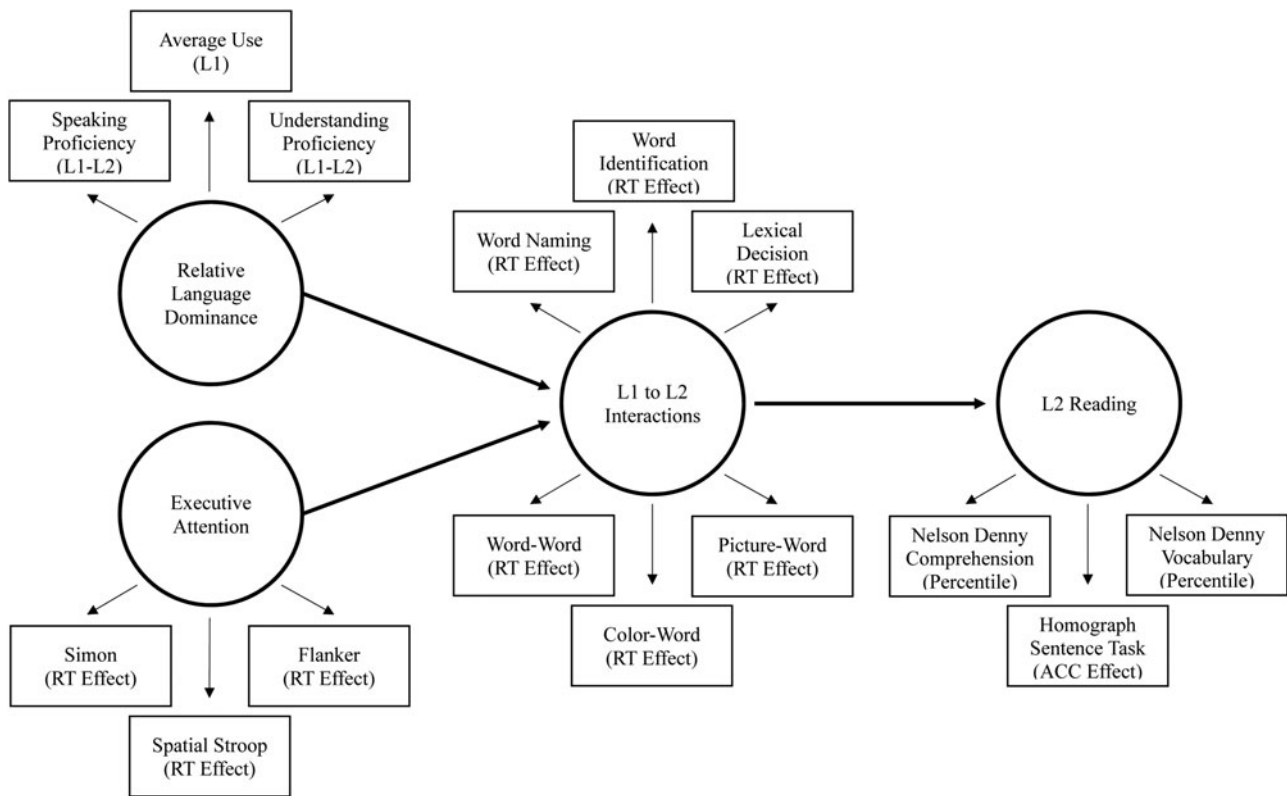 Average Use
(L1)
Speaking
Proficiency
(L1-L2)
Understanding
Proficiency
(L1-L2)
Relative
Language
Dominance
Word
Identification
(RT Effect)
Word Naming
(RT Effect)
Lexical
Decision
(RT Effect)
L1 to L2
Interactions
L2 Reading
Executive
Attention
Simon
(RT Effect)
Flanker
(RT Effect)
Spatial Stroop
(RT Effect)
Word-Word
(RT Effect)
Picture-Word
(RT Effect)
Color-Word
(RT Effect)
Nelson Denny
Comprehension
(Percentile)
Nelson Denny
Vocabulary
(Percentile)
Homograph
Sentence Task
(ACC Effect)